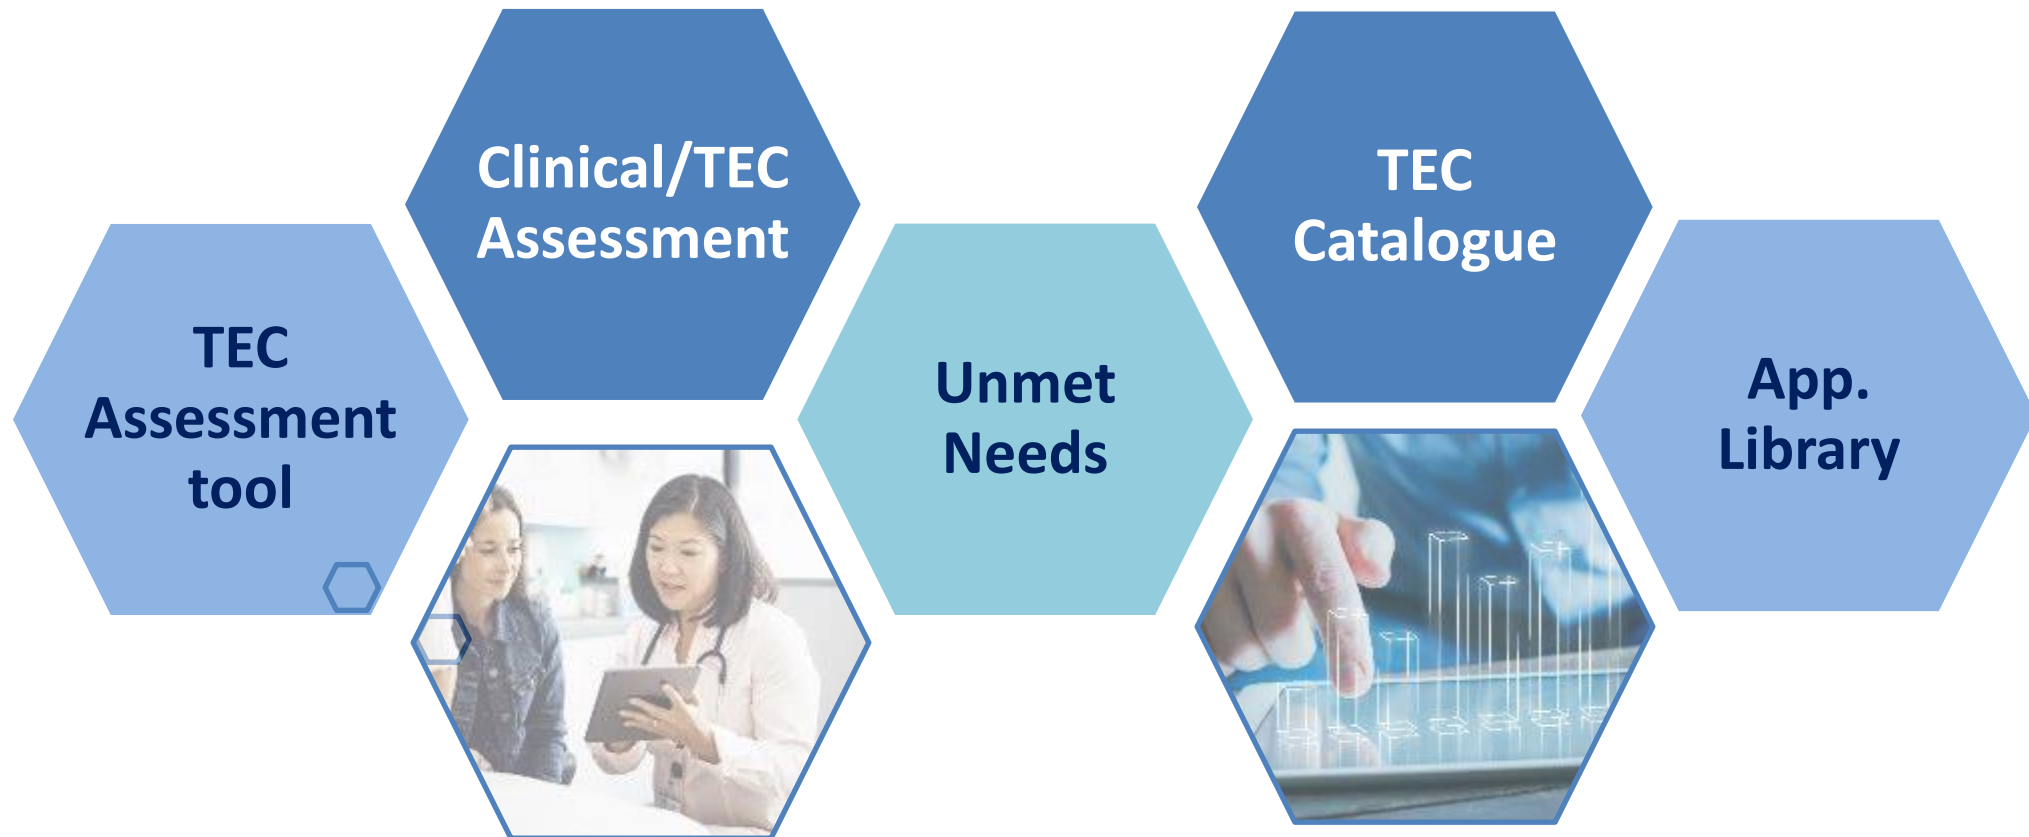 TEC
Assessment
tool
Clinical/TEC
Assessment
Unmet
Needs
TEC
Catalogue
App.
Library